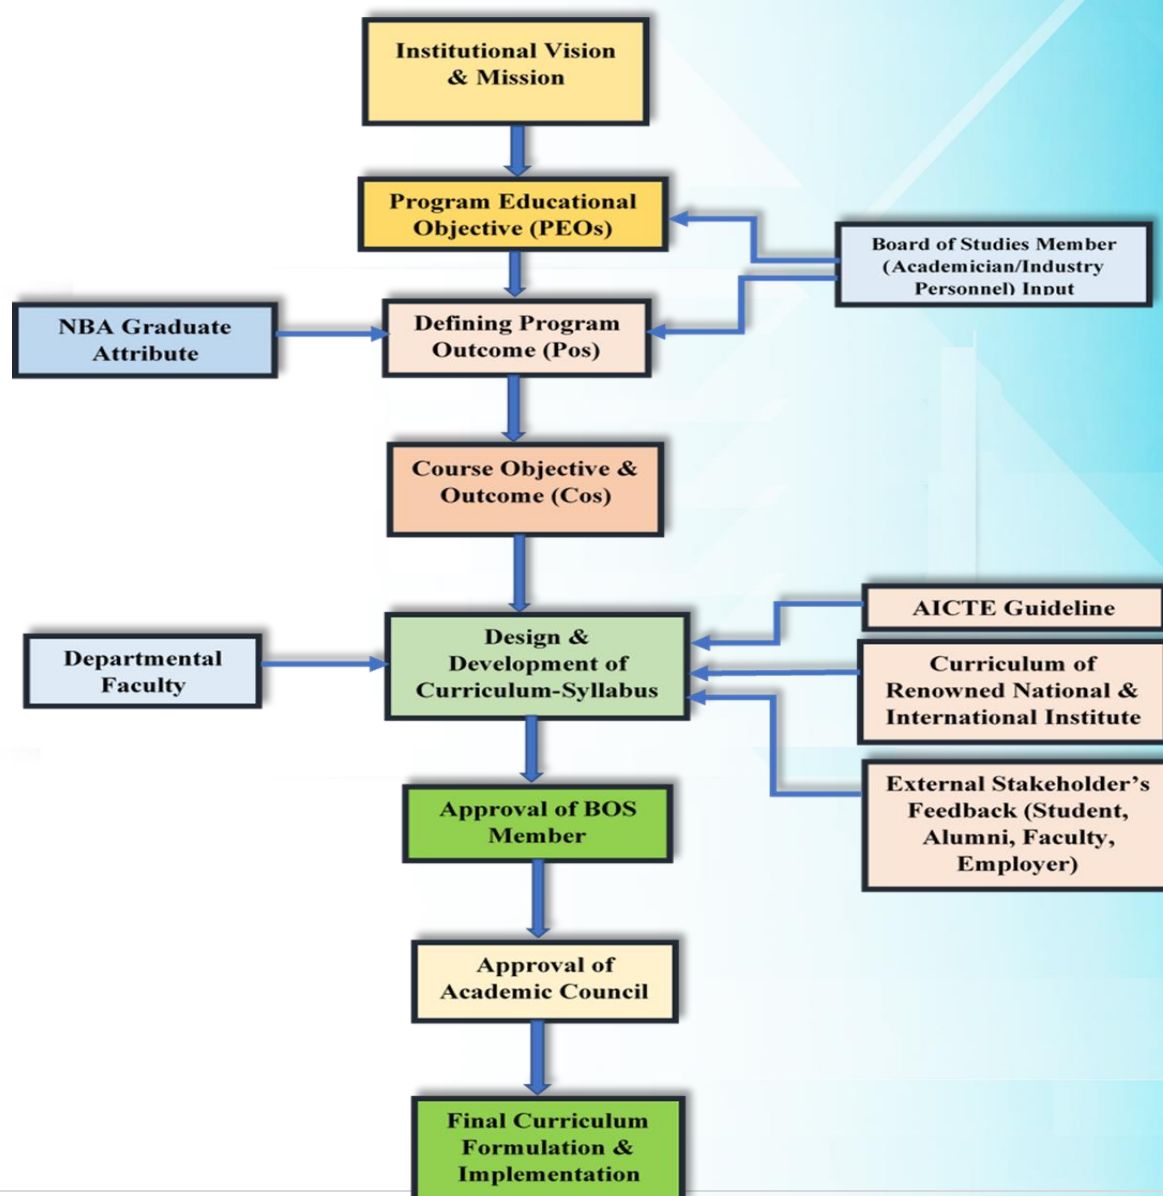 Institutional Vision
& Mission
Program Educational
Objective (PEOs)
Board of Studies Member
(Academician/Industry
Personnel) Input
NBA Graduate
Attribute
Defining Program
Outcome (Pos)
Course Objective &
Outcome (Cos)
AICTE Guideline
Departmental
Faculty
Design &
Development of
Curriculum-Syllabus
Curriculum of
Renowned National &
International Institute
External Stakeholder’s
Feedback (Student,
Alumni, Faculty,
Employer)
Approval of BOS
Member
Approval of
Academic Council
Final Curriculum
Formulation &
Implementation